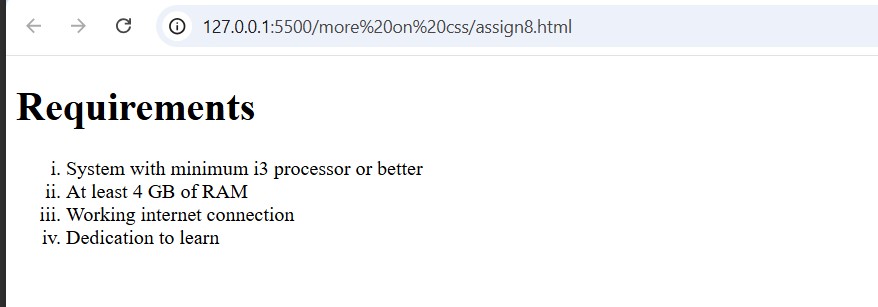 127.0.0.1:5500/more%20on%20css/assign8.html
Requirements
i. System with minimum i3 processor or better
ii. At least 4 GB of RAM
iii. Working internet connection
iv. Dedication to learn